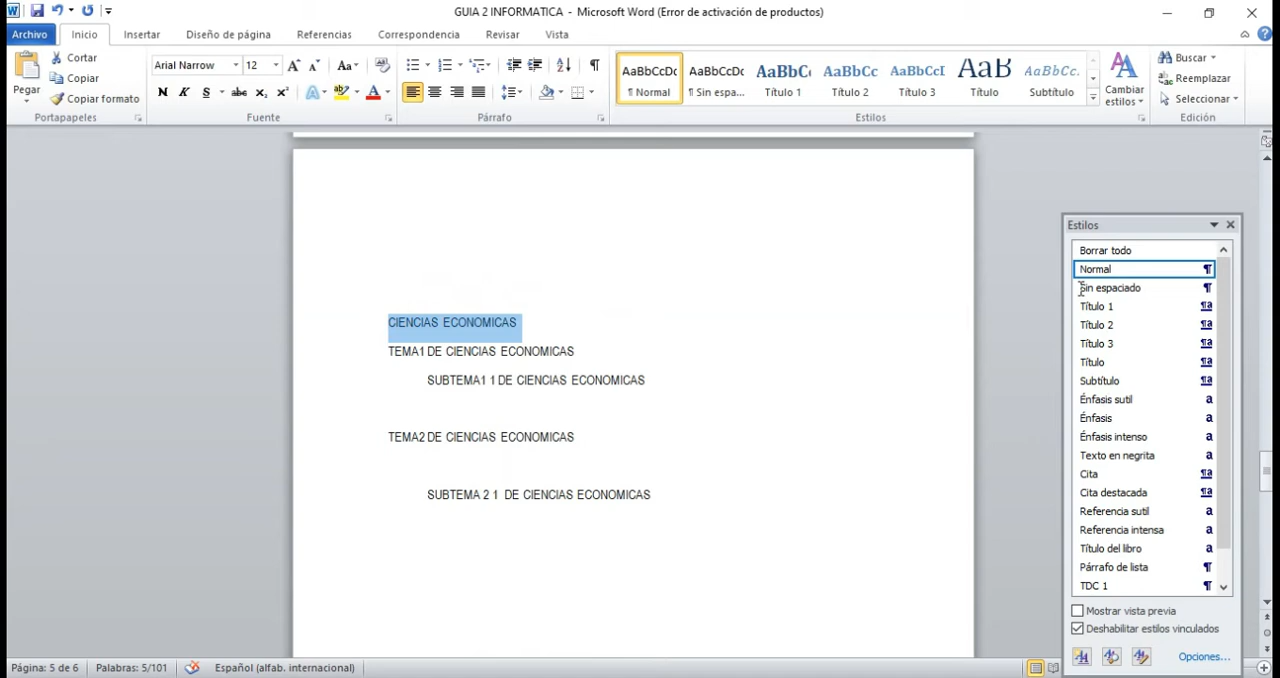 GUIA 2 INFORMATICA - Microsoft Word (Error de activación de productos)
Archivo Inicio Insertar Diseño de página Referencias Correspondencia Revisar Vista
Pegar
Cortar
Copiar
Copiar formato
Portapapeles
Arial Narrow 12
N K S abc x₂ x²
Fuente
Párrafo
AaBbCcDc AaBbCcDc AaBbC AaBbCc AaBbCcI AaB AaBbCc.
¶ Normal ¶ Sin espa... Título 1 Título 2 Título 3 Título Subtítulo
Cambiar estilos
Estilos
Buscar
Reemplazar
Seleccionar
Edición
CIENCIAS ECONOMICAS
TEMA1 DE CIENCIAS ECONOMICAS
SUBTEMA1 1 DE CIENCIAS ECONOMICAS
TEMA2 DE CIENCIAS ECONOMICAS
SUBTEMA 2 1 DE CIENCIAS ECONOMICAS
Estilos
Borrar todo
Normal
Sin espaciado
Título 1
Título 2
Título 3
Título
Subtítulo
Énfasis sutil
Énfasis
Énfasis intenso
Texto en negrita
Cita
Cita destacada
Referencia sutil
Referencia intensa
Título del libro
Párrafo de lista
TDC 1
Mostrar vista previa
Deshabilitar estilos vinculados
Opciones...
Página: 5 de 6 Palabras: 5/101 Español (alfab. internacional)